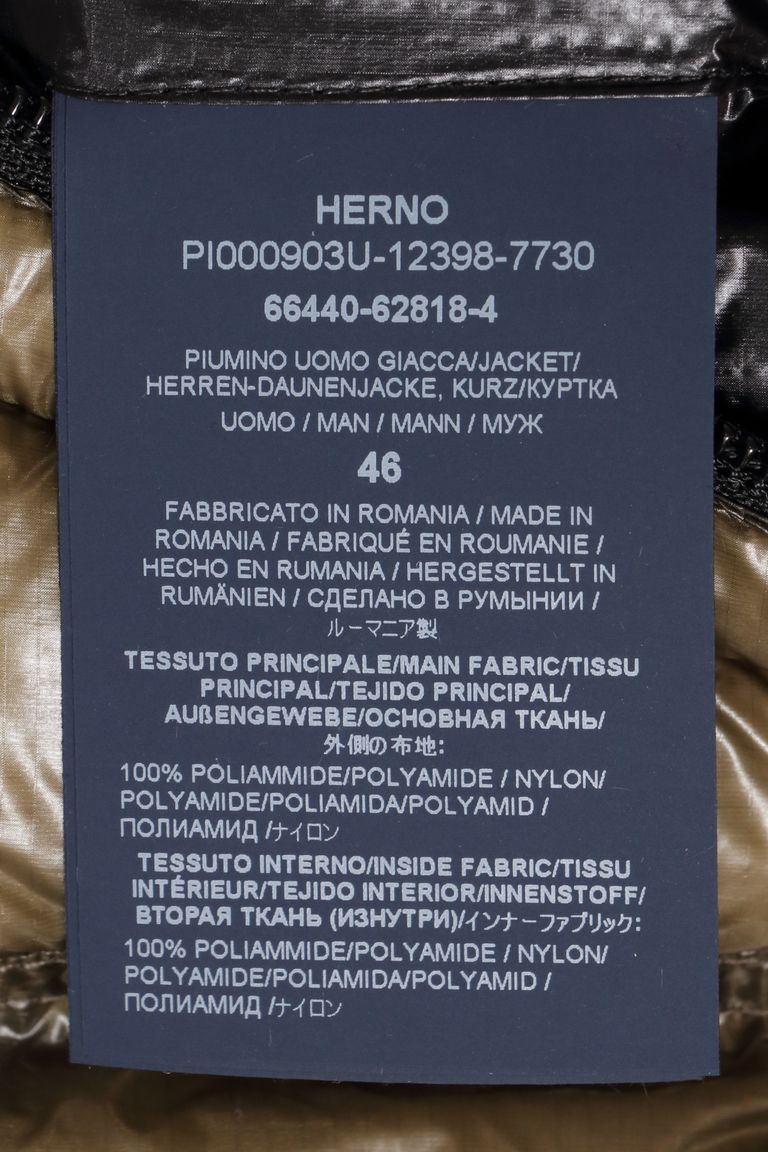 HERNO
PI000903U-12398-7730
66440-62818-4
PIUMINO UOMO GIACCA/JACKET/
HERREN-DAUNENJACKE, KURZ/КУРТКА
UOMO / MAN / MANN / МУЖ
46
FABBRICATO IN ROMANIA / MADE IN
ROMANIA / FABRIQUÉ EN ROUMANIE /
HECHO EN RUMANIA / HERGESTELLT IN
RUMÄNIEN / СДЕЛАНО В РУМЫНИИ /
ルーマニア製
TESSUTO PRINCIPALE/MAIN FABRIC/TISSU
PRINCIPAL/TEJIDO PRINCIPAL/
AUßENGEWEBE/ОСНОВНАЯ ТКАНЬ/
外側の布地:
100% POLIAMMIDE/POLYAMIDE / NYLON/
POLYAMIDE/POLIAMIDA/POLYAMID /
ПОЛИАМИД /ナイロン
TESSUTO INTERNO/INSIDE FABRIC/TISSU
INTÉRIEUR/TEJIDO INTERIOR/INNENSTOFF/
ВТОРАЯ ТКАНЬ (ИЗНУТРИ)/インナーファブリック:
100% POLIAMMIDE/POLYAMIDE / NYLON/
POLYAMIDE/POLIAMIDA/POLYAMID /
ПОЛИАМИД /ナイロン